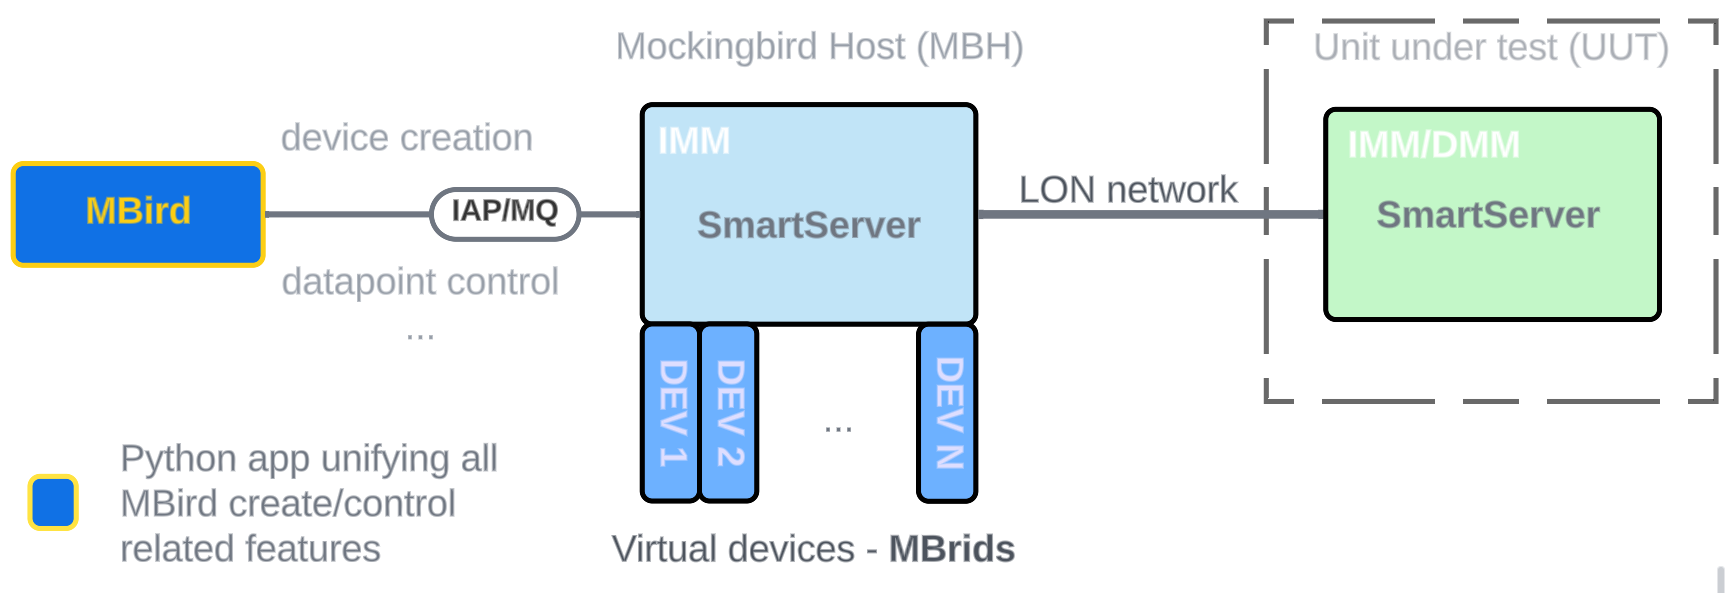 Mockingbird Host (MBH)
Unit under test (UUT)
device creation
IMM
IMM/DMM
MBird
IAP/MQ
SmartServer
LON network
SmartServer
datapoint control
...
DEV 1
DEV 2
...
DEV N
Python app unifying all
MBird create/control
related features
Virtual devices - MBrids